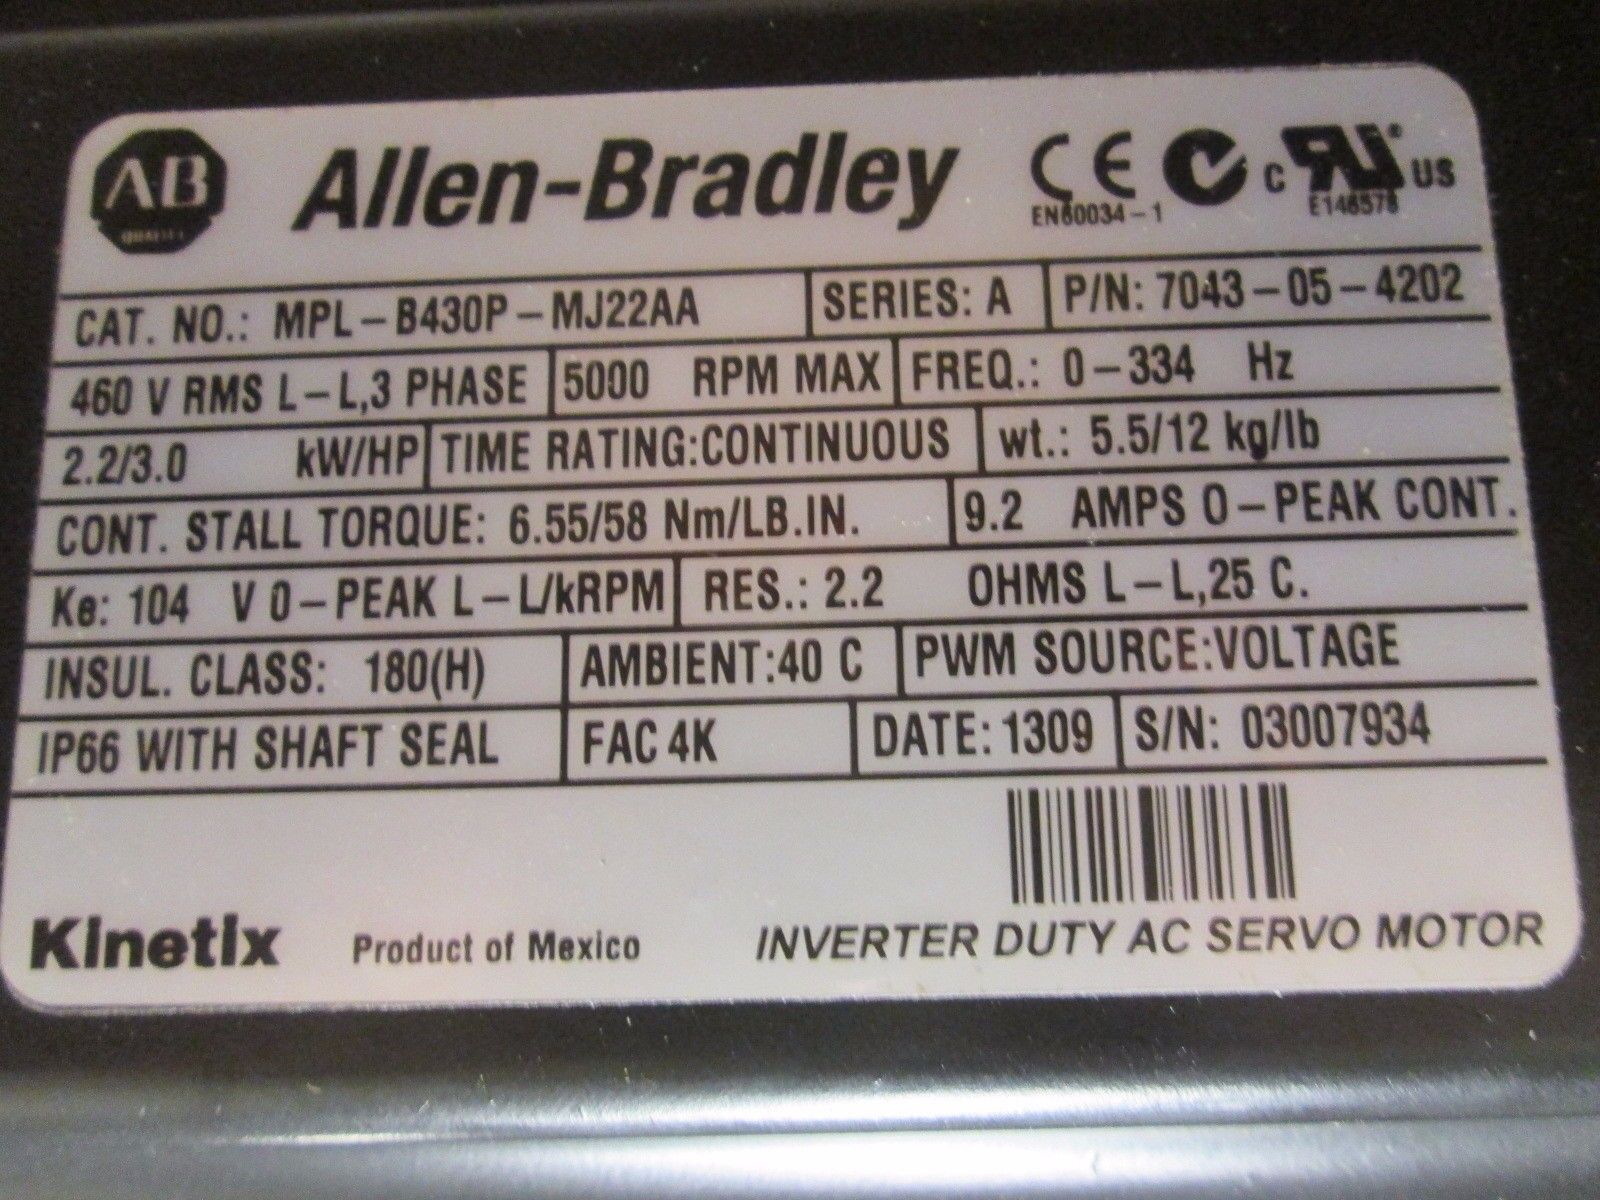 AB
QUALITY
Allen-Bradley
CE
EN60034-1
c RU US
CAT. NO.: MPL-B430P-MJ22AA SERIES: A P/N: 7043-05-4202
460 V RMS L-L,3 PHASE 5000 RPM MAX FREQ.: 0-334 Hz
2.2/3.0 kW/HP TIME RATING:CONTINUOUS wt.: 5.5/12 kg/lb
CONT. STALL TORQUE: 6.55/58 Nm/LB.IN. 9.2 AMPS 0-PEAK CONT.
Ke: 104 V 0-PEAK L-L/kRPM RES.: 2.2 OHMS L-L,25 C.
INSUL. CLASS: 180(H) AMBIENT:40 C PWM SOURCE:VOLTAGE
IP66 WITH SHAFT SEAL FAC 4K DATE: 1309 S/N: 03007934
Kinetix Product of Mexico INVERTER DUTY AC SERVO MOTOR